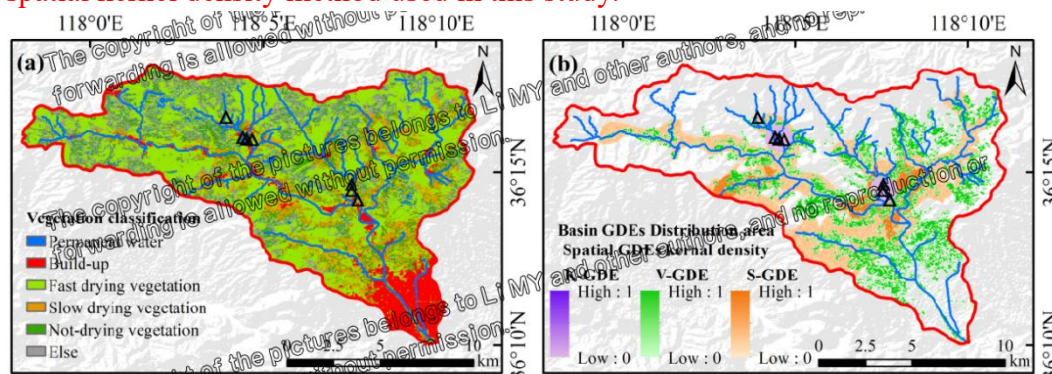 spatial kernel density method used in this study.
118°0′E 118°5′E 118°10′E 118°0′E 118°10′E
(a) (b)
N N
The copyright of the pictures belongs to Li MY and other authors, and no reproduction or
forwarding is allowed without permission.
36°15′N 36°15′N
36°10′N 36°10′N
Vegetation classification
Permanent water
Build-up
Fast drying vegetation
Slow drying vegetation
Not-drying vegetation
Else
2.5 5 10
km
Basin GDEs Distribution area
Spatial GDEs kernal density
R-GDE V-GDE S-GDE
High : 1 High : 1 High : 1
Low : 0 Low : 0 Low : 0
0 2.5 5 10
km